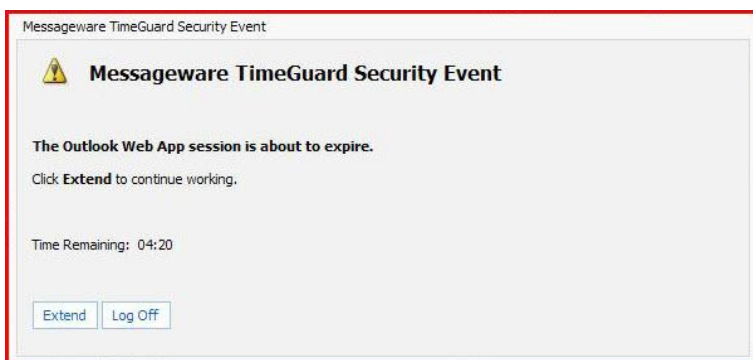 Messageware TimeGuard Security Event
Messageware TimeGuard Security Event
The Outlook Web App session is about to expire.
Click Extend to continue working.
Time Remaining: 04:20
Extend Log Off